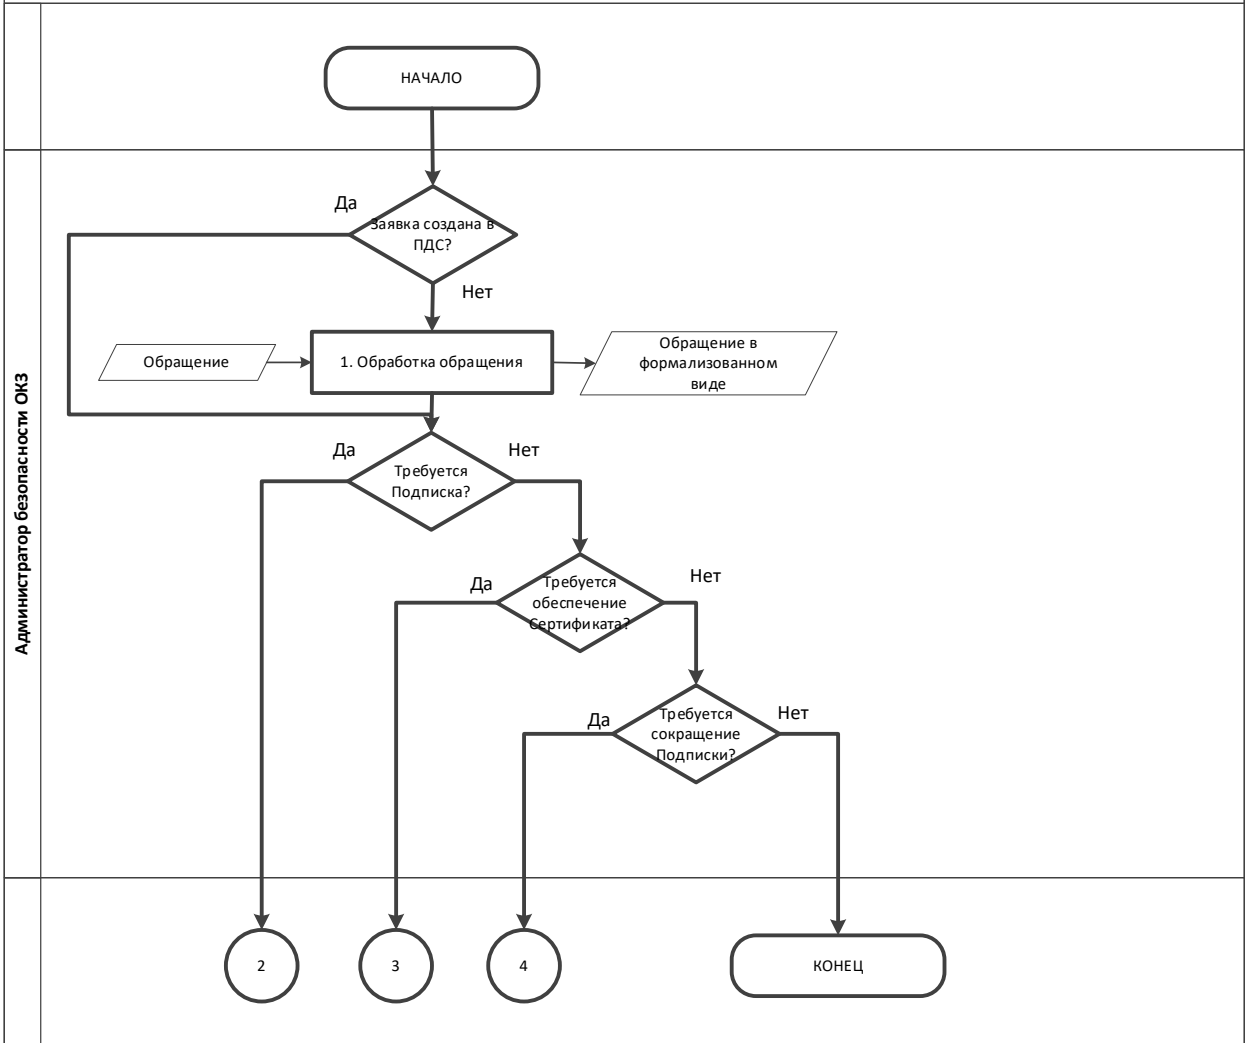 НАЧАЛО
Да
Заявка создана в
ПДС?
Нет
Обращение
1. Обработка обращения
Обращение в
формализованном
виде
Администратор безопасности ОКЗ
Да
Нет
Требуется
Подписка?
Да
Нет
Требуется
обеспечение
Сертификата?
Да
Нет
Требуется
сокращение
Подписки?
2
3
4
КОНЕЦ